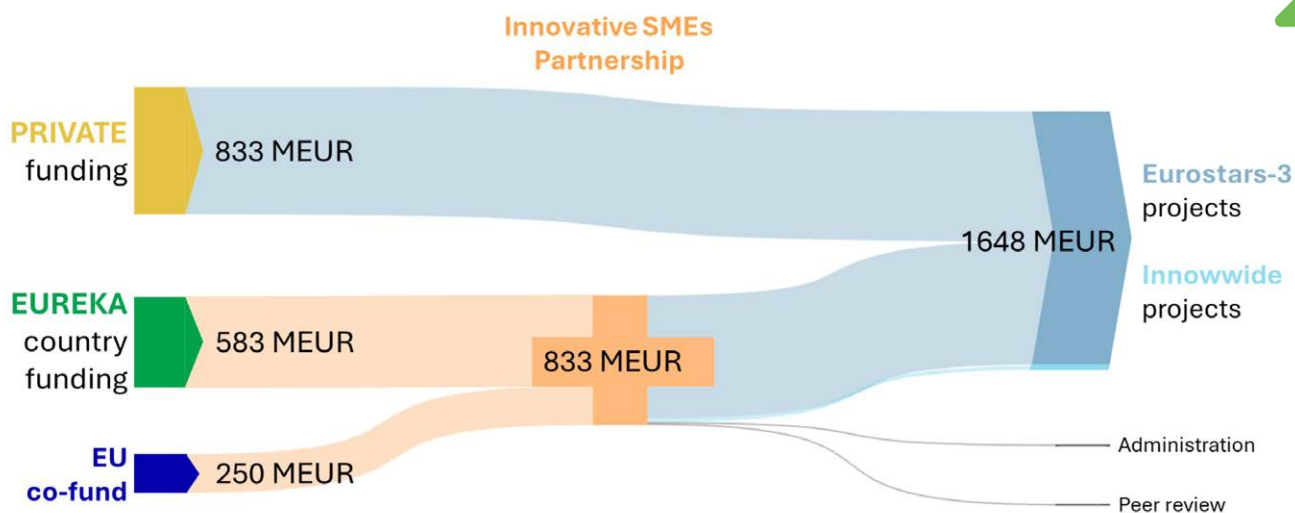 Innovative SMEs
Partnership
PRIVATE
funding
833 MEUR
EUREKA
country
funding
583 MEUR
833 MEUR
EU
co-fund
250 MEUR
1648 MEUR
Eurostars-3
projects
Innowwide
projects
Administration
Peer review